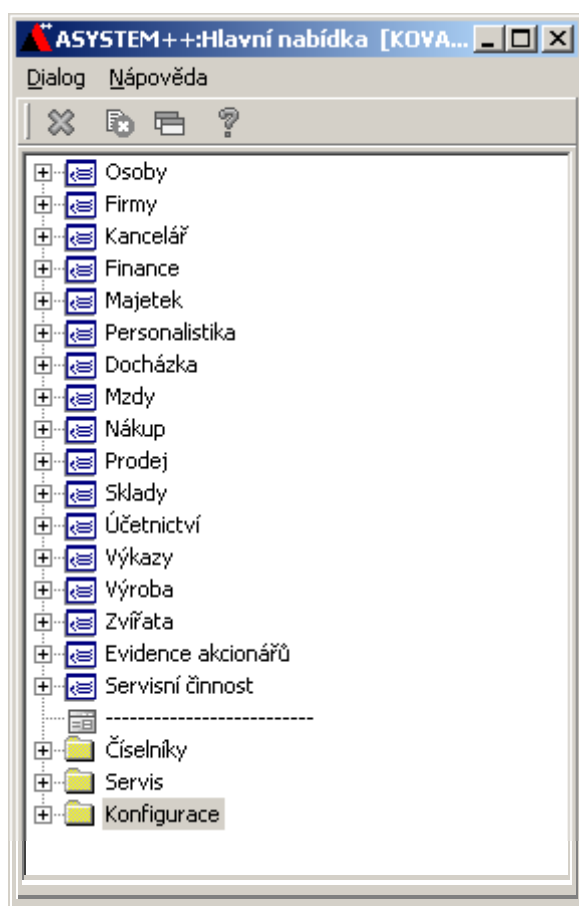 ASYSTEM++:Hlavní nabídka [KOVA...
Dialog Nápověda
Osoby
Firmy
Kancelář
Finance
Majetek
Personalistika
Docházka
Mzdy
Nákup
Prodej
Sklady
Účetnictví
Výkazy
Výroba
Zvířata
Evidence akcionářů
Servisní činnost
--------------------------
Číselníky
Servis
Konfigurace